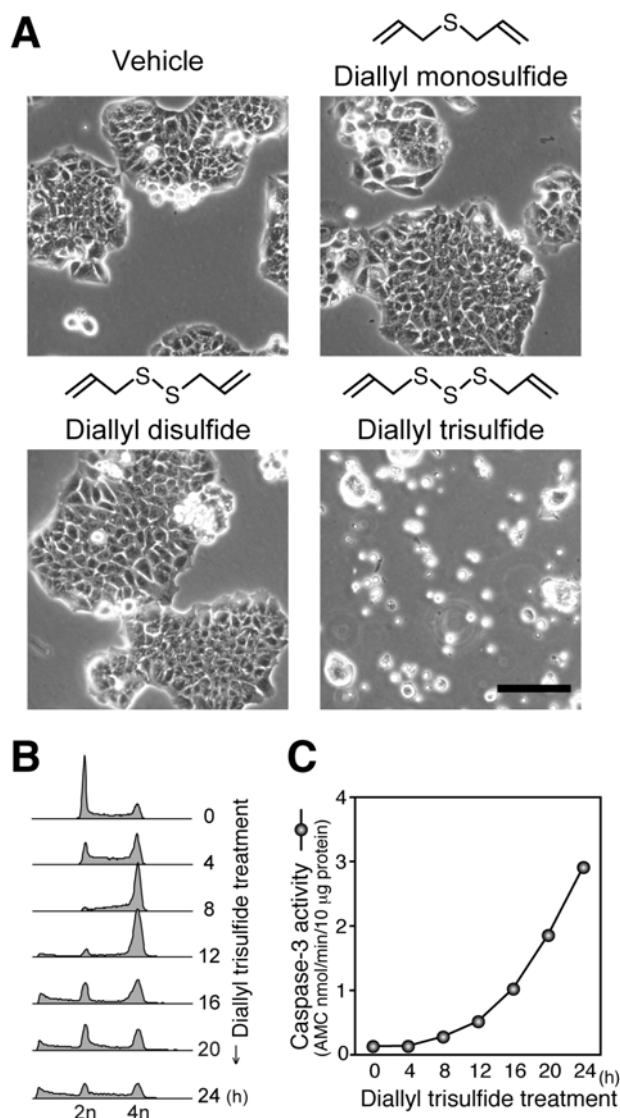 A
Vehicle
S
Diallyl monosulfide
S S
Diallyl disulfide
S S S
Diallyl trisulfide
B
0
4
8
12
16
20
24 (h)
2n 4n
Diallyl trisulfide treatment
C
Caspase-3 activity
(AMC nmol/min/10 μg protein)
4
3
2
1
0
0 4 8 12 16 20 24 (h)
Diallyl trisulfide treatment